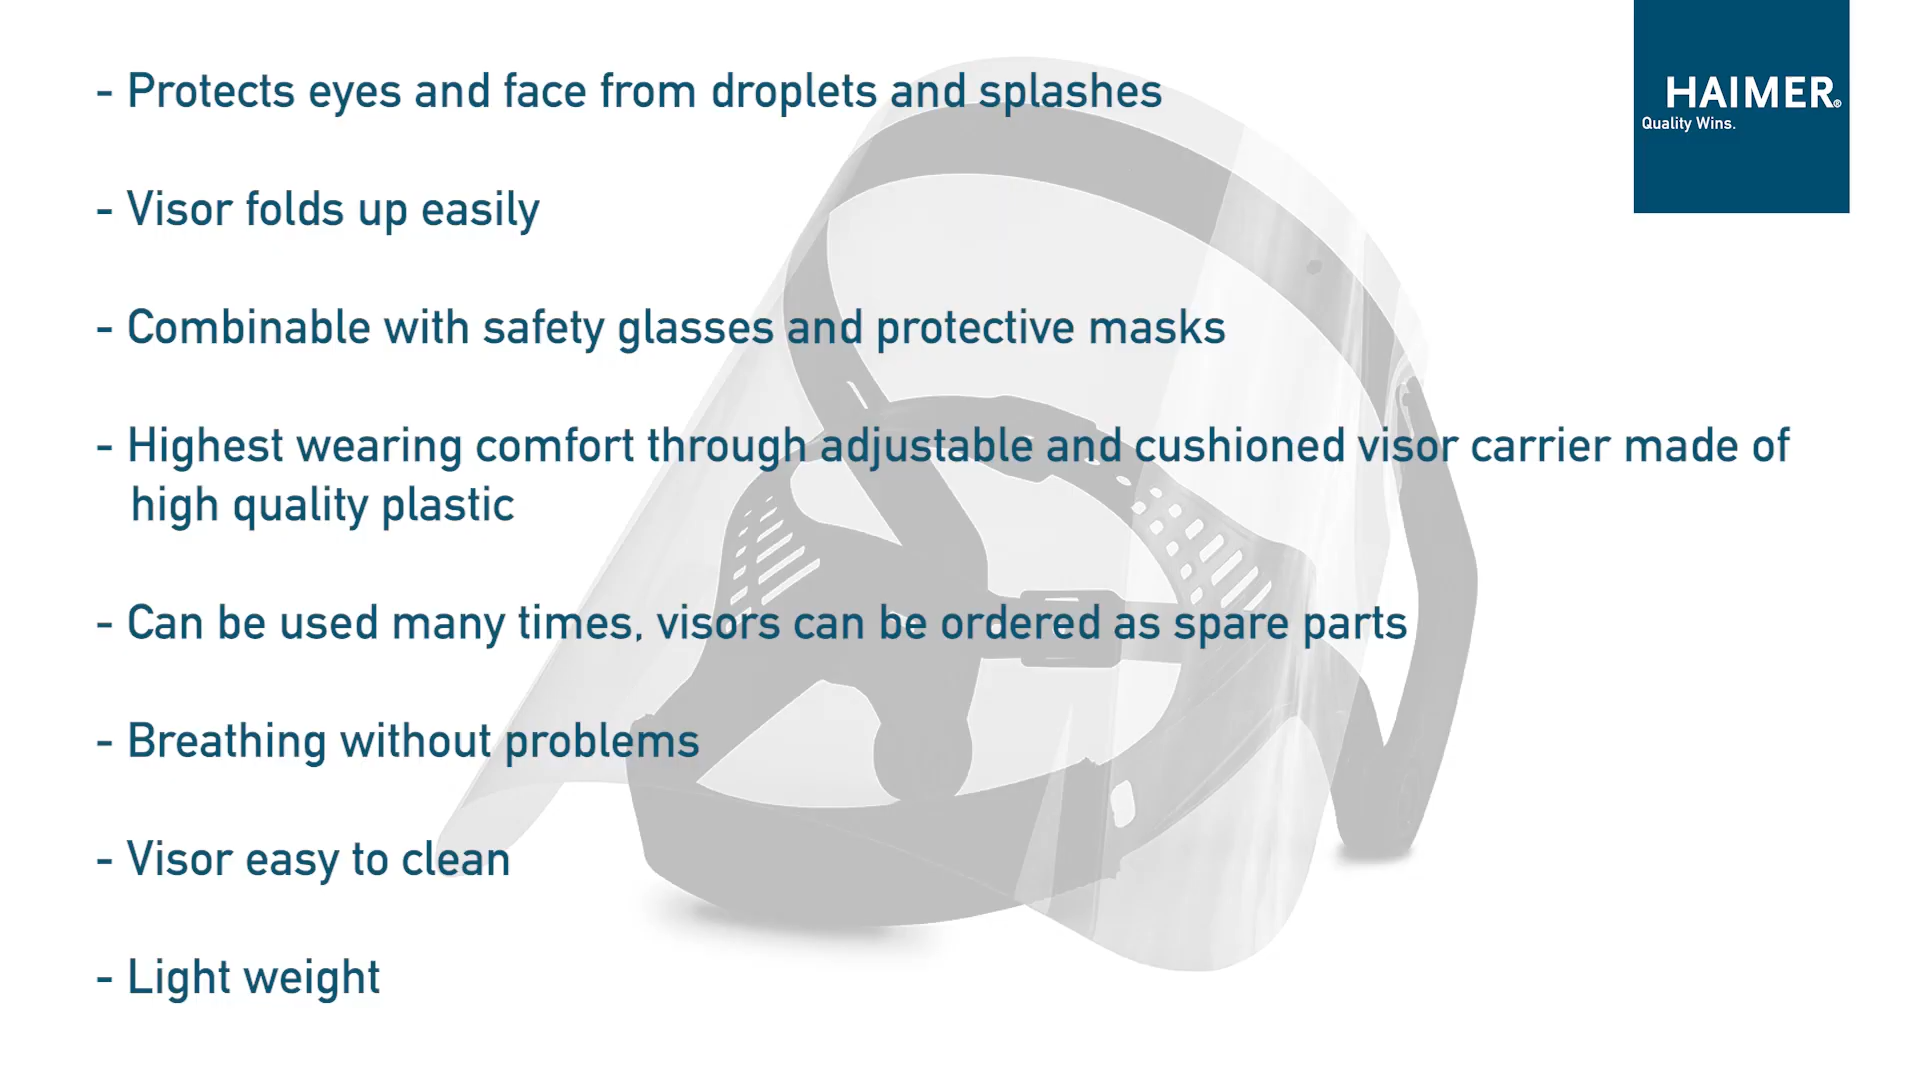 - Protects eyes and face from droplets and splashes
HAIMER®
Quality Wins.
- Visor folds up easily
- Combinable with safety glasses and protective masks
- Highest wearing comfort through adjustable and cushioned visor carrier made of
high quality plastic
- Can be used many times, visors can be ordered as spare parts
- Breathing without problems
- Visor easy to clean
- Light weight